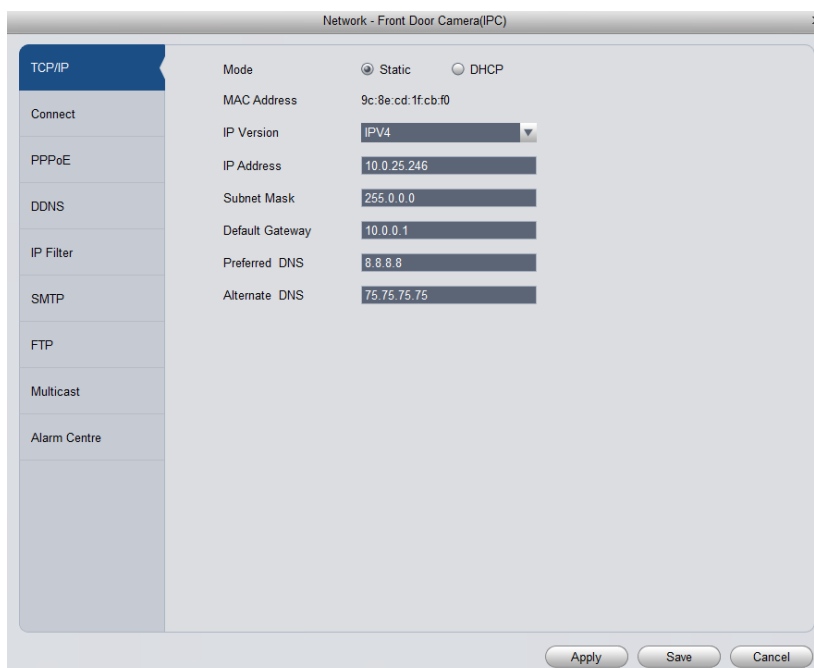 Network - Front Door Camera(IPC)
TCP/IP
Connect
PPPoE
DDNS
IP Filter
SMTP
FTP
Multicast
Alarm Centre
Mode Static DHCP
MAC Address 9c:8e:cd:1f:cb:f0
IP Version IPV4
IP Address 10.0.25.246
Subnet Mask 255.0.0.0
Default Gateway 10.0.0.1
Preferred DNS 8.8.8.8
Alternate DNS 75.75.75.75
Apply Save Cancel